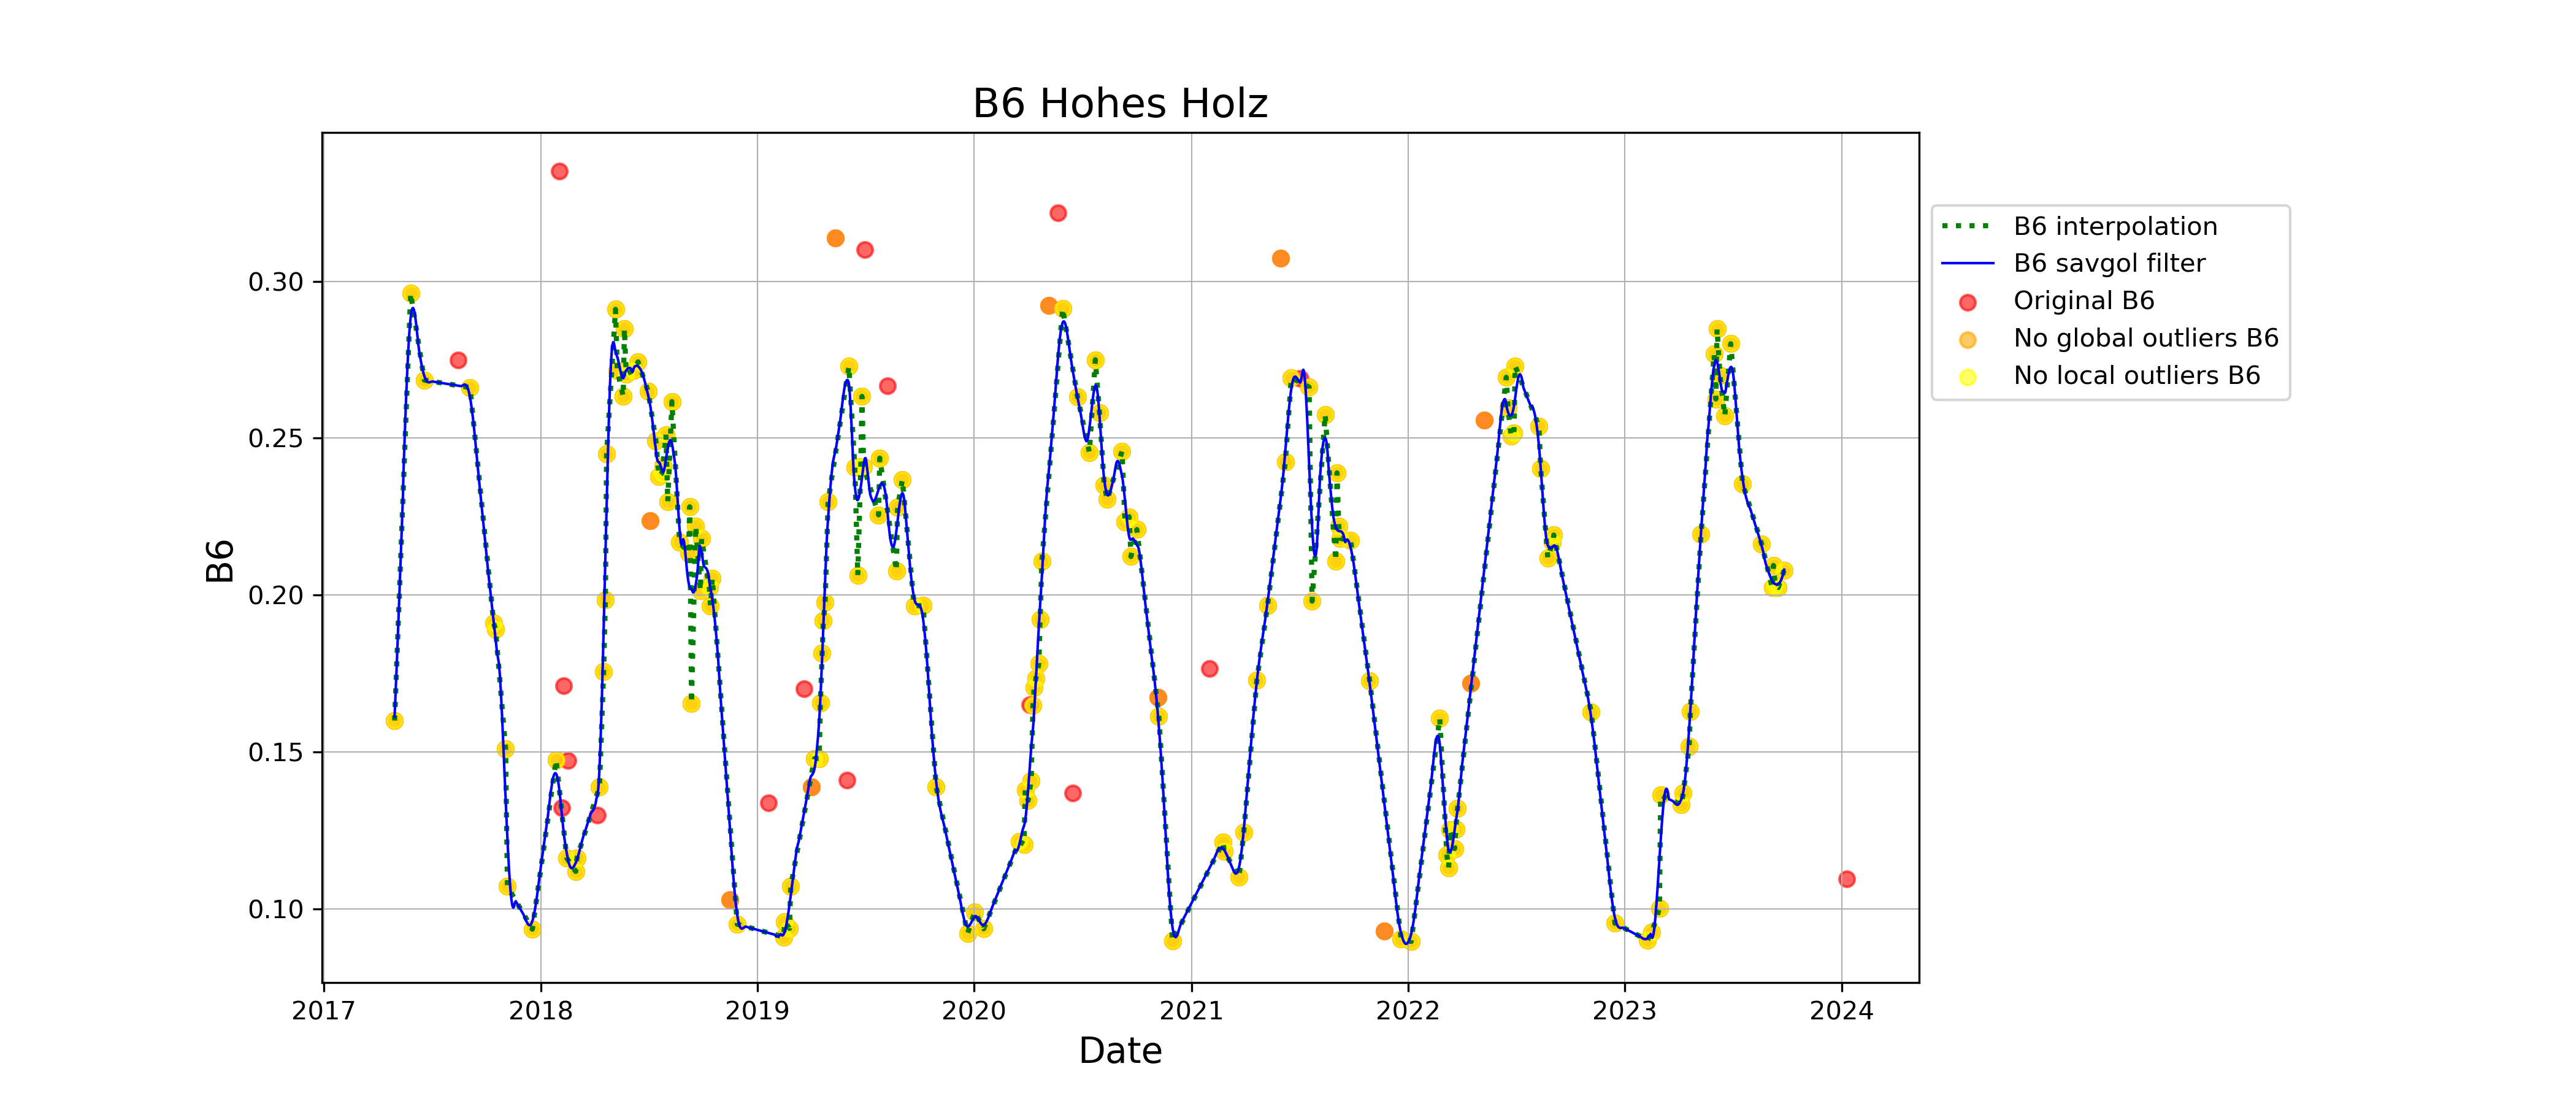 B6 Hohes Holz
B6
0.30
0.25
0.20
0.15
0.10
2017 2018 2019 2020 2021 2022 2023 2024
Date
B6 interpolation
B6 savgol filter
Original B6
No global outliers B6
No local outliers B6